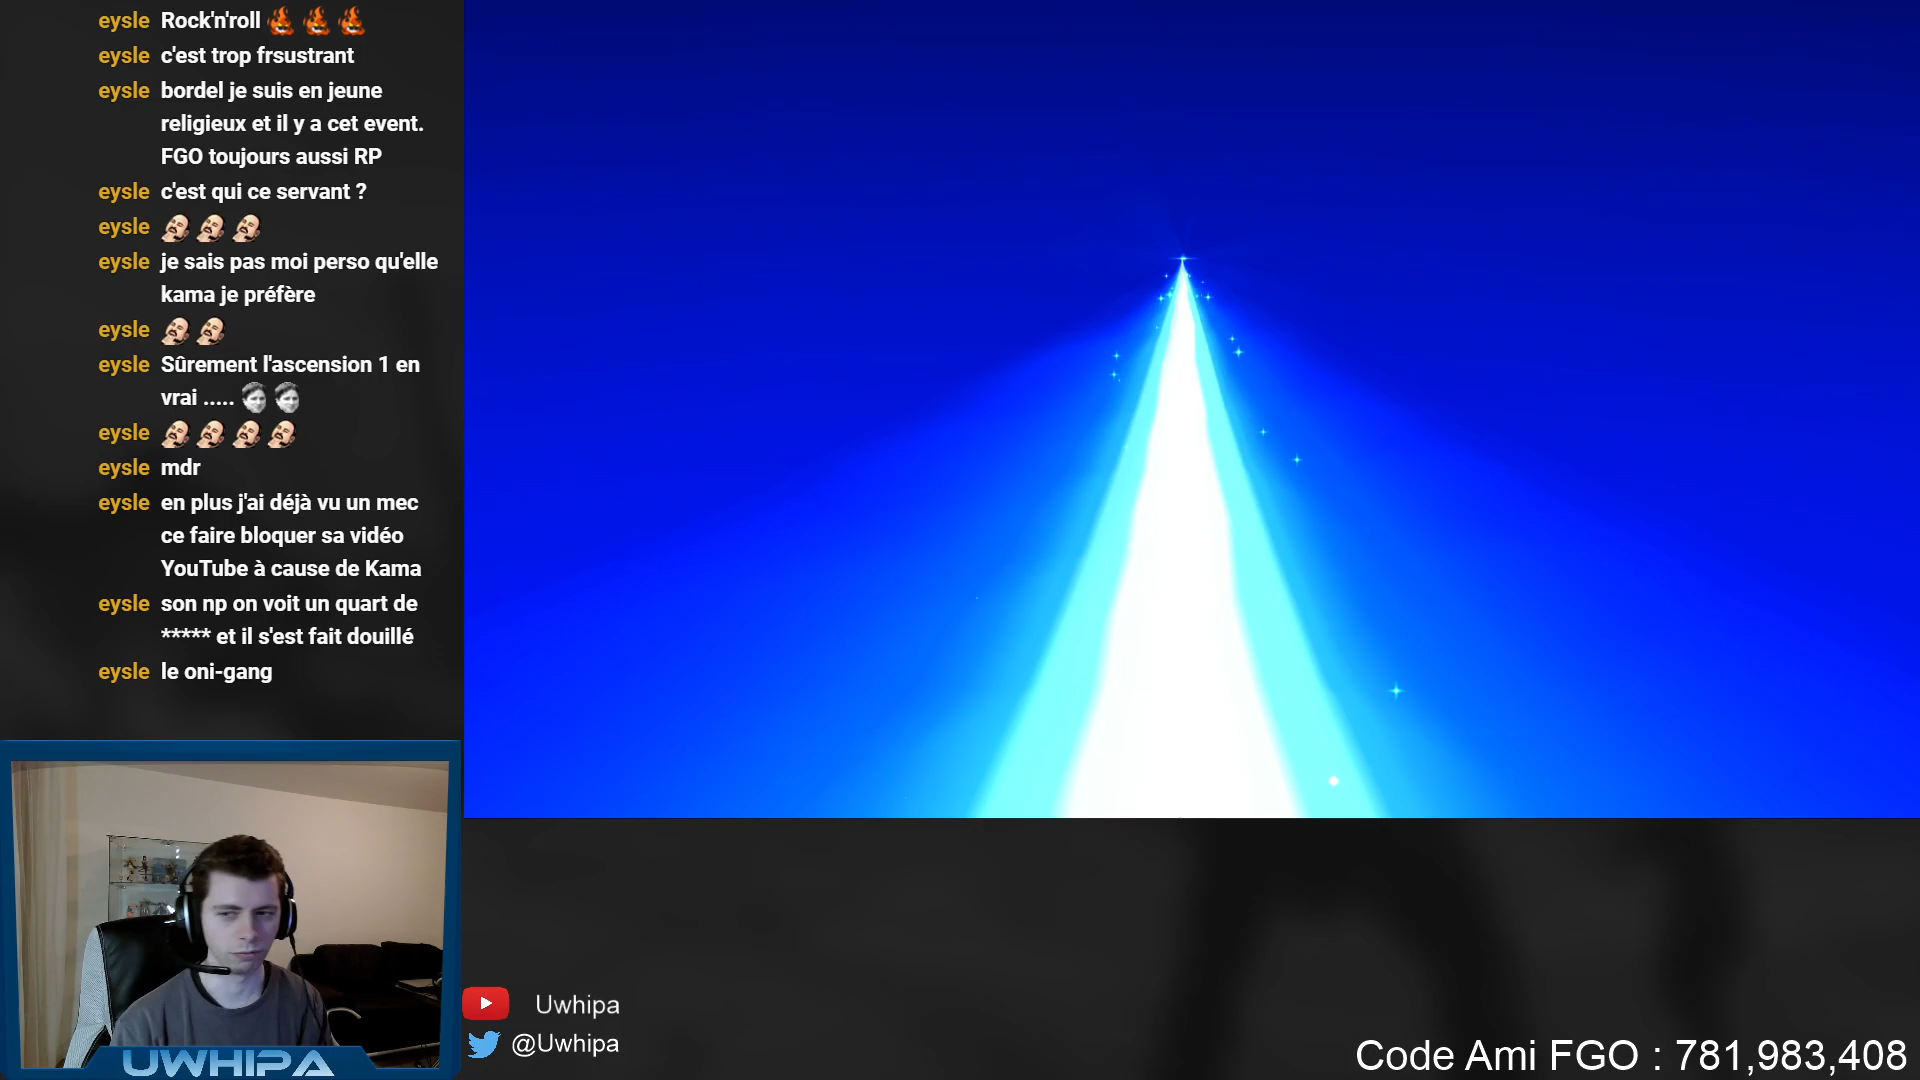 eysle Rock'n'roll
eysle c'est trop frsustrant
eysle bordel je suis en jeune
religieux et il y a cet event.
FGO toujours aussi RP
eysle c'est qui ce servant ?
eysle
eysle je sais pas moi perso qu'elle
kama je préfère
eysle
eysle Sûrement l'ascension 1 en
vrai .....
eysle
eysle mdr
eysle en plus j'ai déjà vu un mec
ce faire bloquer sa vidéo
YouTube à cause de Kama
eysle son np on voit un quart de
***** et il s'est fait douillé
eysle le oni-gang
UWHIPA
Uwhipa
@Uwhipa
Code Ami FGO : 781,983,408